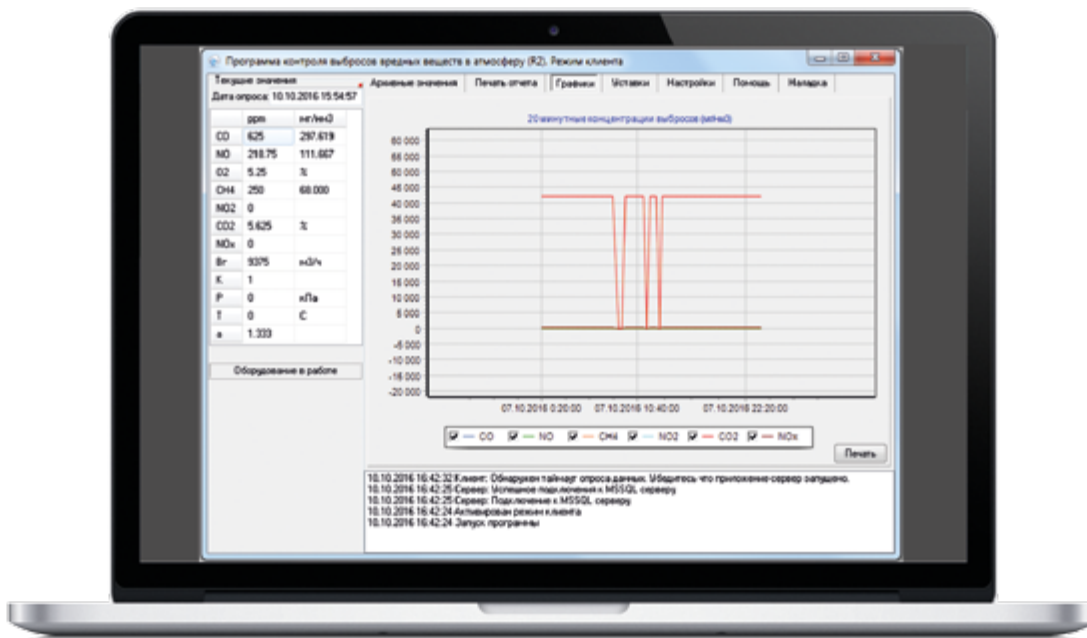 Программа контроля выбросов вредных веществ в атмосферу (R2). Режим клиента
Текущие значения
Дата опроса: 10.10.2016 15:54:57
Архивные значения Печать отчета Графики Уставки Настройки Помощь Наладка
ppm мг/нм3
CO 625 297.619
NO 218.75 111.667
O2 5.25 %
CH4 250 68.000
NO2 0
CO2 5.625 %
NOx 0
Вг 9375 м3/ч
K 1
P 0 кПа
T 0 C
a 1.333
Оборудование в работе
20 минутные концентрации выбросов (мг/нм3)
60 000
55 000
50 000
45 000
40 000
35 000
30 000
25 000
20 000
15 000
10 000
5 000
0
-5 000
-10 000
-15 000
-20 000
07.10.2016 0:20:00 07.10.2016 10:40:00 07.10.2016 22:20:00
CO NO CH4 NO2 CO2 NOx
Печать
10.10.2016 16:42:32 Клиент: Обнаружен таймаут опроса данных. Убедитесь что приложение-сервер запущено.
10.10.2016 16:42:25 Сервер: Успешное подключения к MSSQL серверу
10.10.2016 16:42:25 Сервер: Подключение к MSSQL серверу
10.10.2016 16:42:24 Активирован режим клиента
10.10.2016 16:42:24 Запуск программы